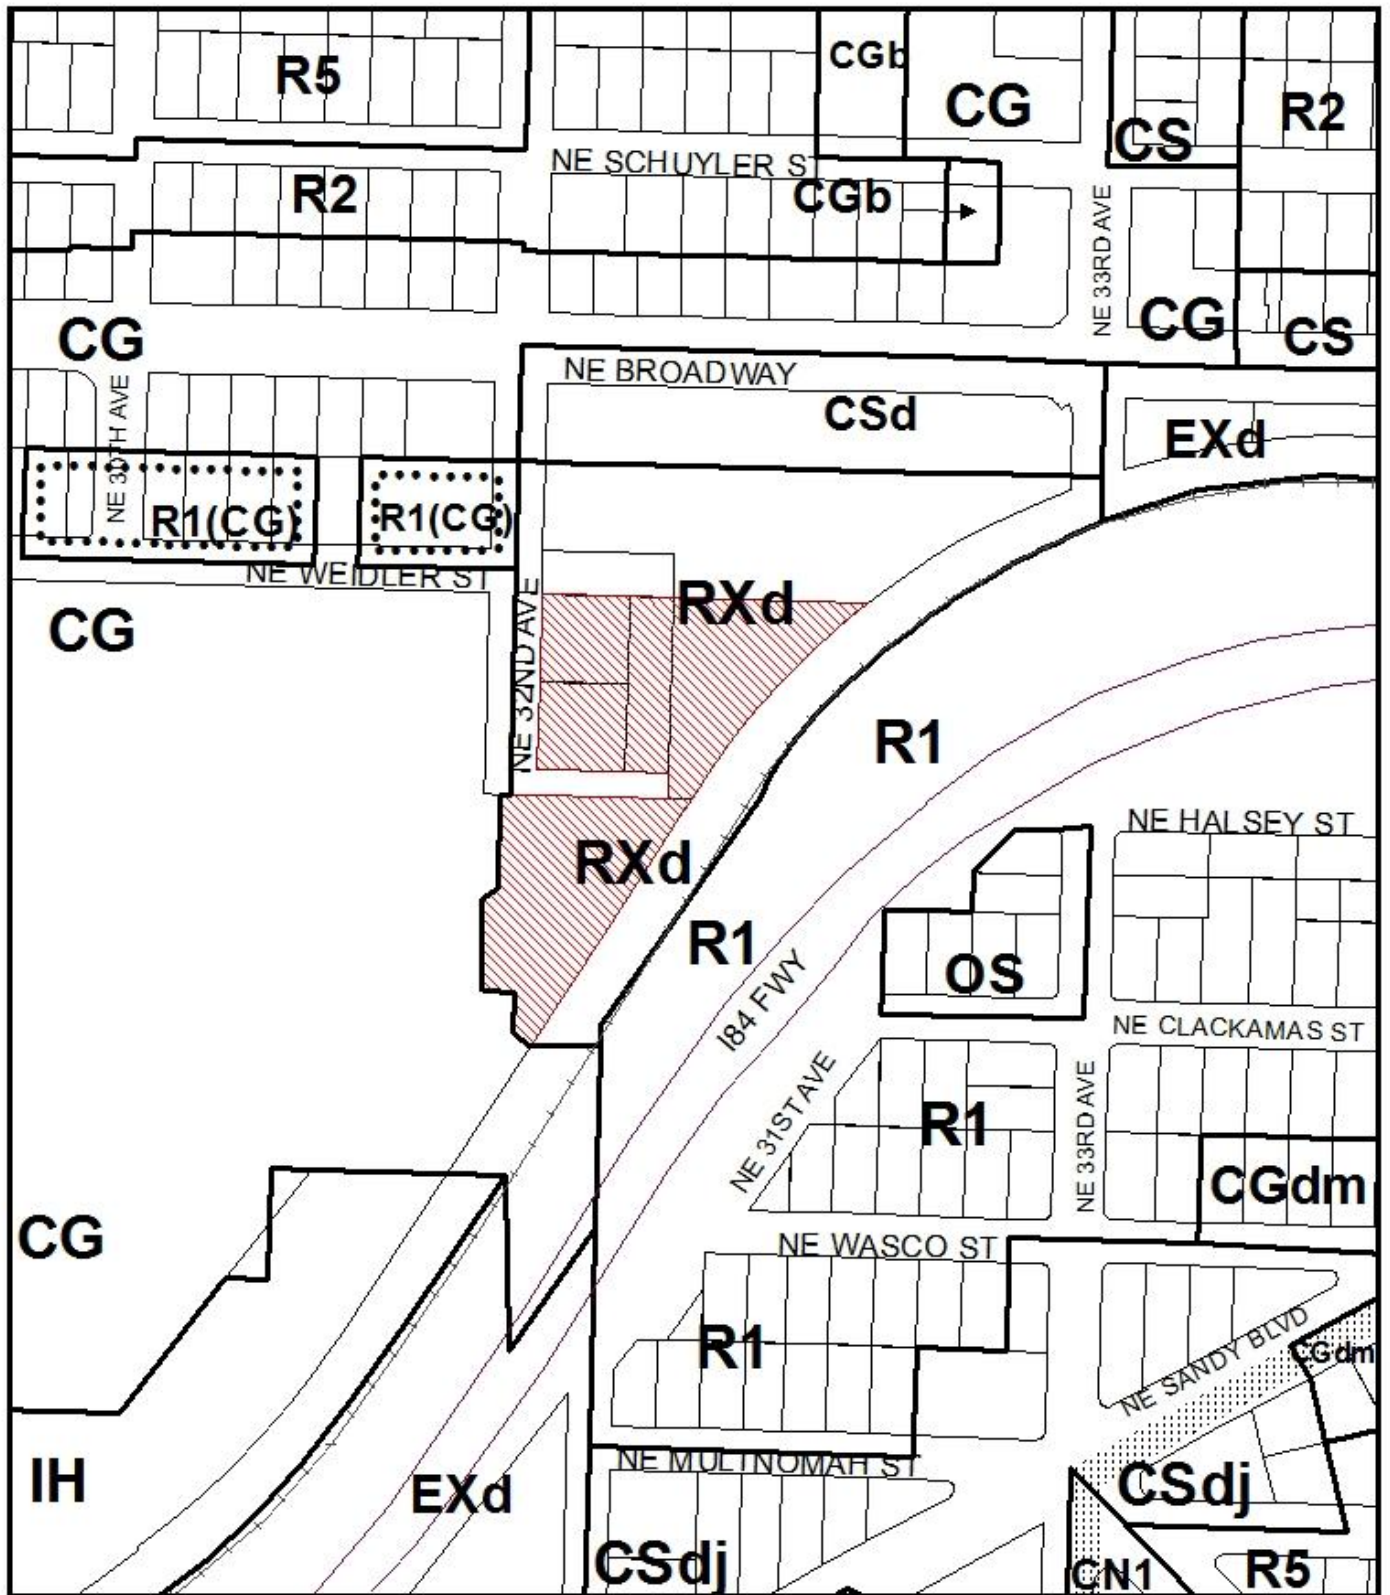 R5
CGb
CG
CS
R2
NE SCHUYLER ST
R2
CGb
NE 33RD AVE
CG
CG
CS
NE BROADWAY
CSd
EXd
NE 30TH AVE
R1(CG)
R1(CG)
NE WEIDLER ST
CG
NE 32ND AVE
RXd
R1
NE HALSEY ST
RXd
R1
OS
I84 FWY
NE CLACKAMAS ST
NE 31ST AVE
R1
NE 33RD AVE
CGdm
CG
NE WASCO ST
R1
NE SANDY BLVD
CGdm
NE MULTNOMAH ST
IH
EXd
CSdj
CSdj
CN1
R5